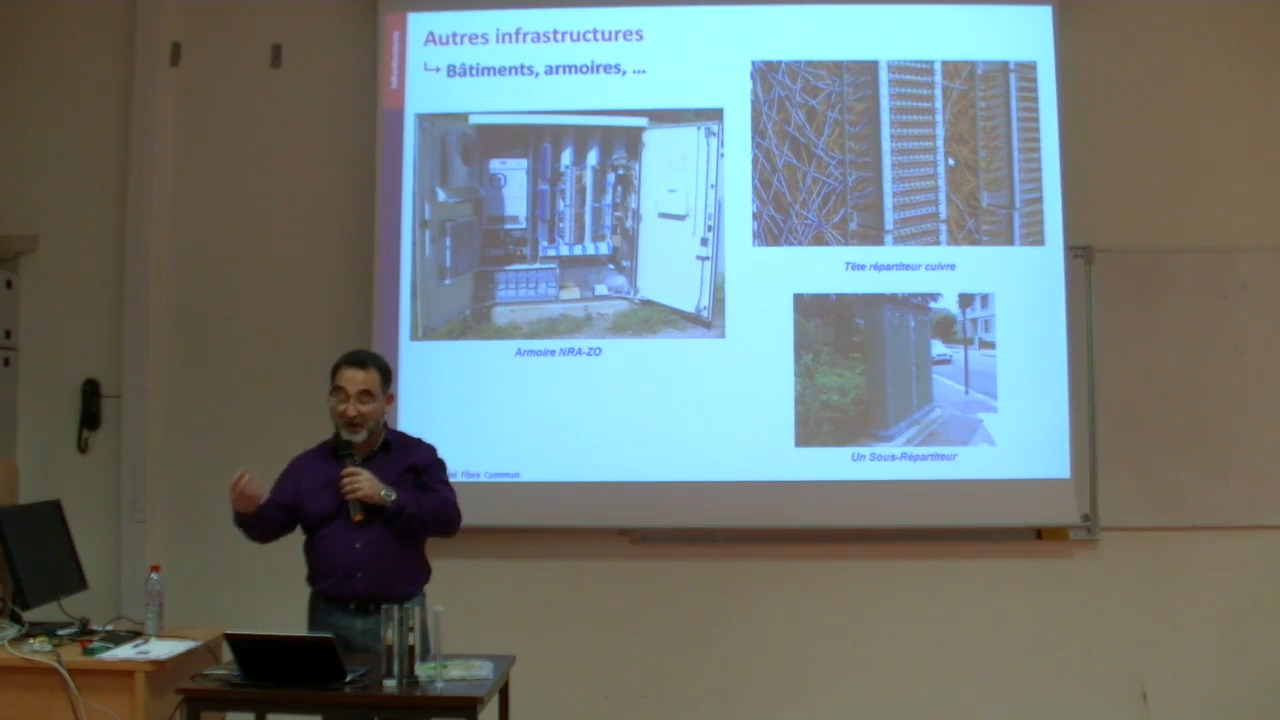 Autres infrastructures
↳ Bâtiments, armoires, ...
Armoire NRA-ZO
Tête répartiteur cuivre
Un Sous-Répartiteur
Fibre Commun